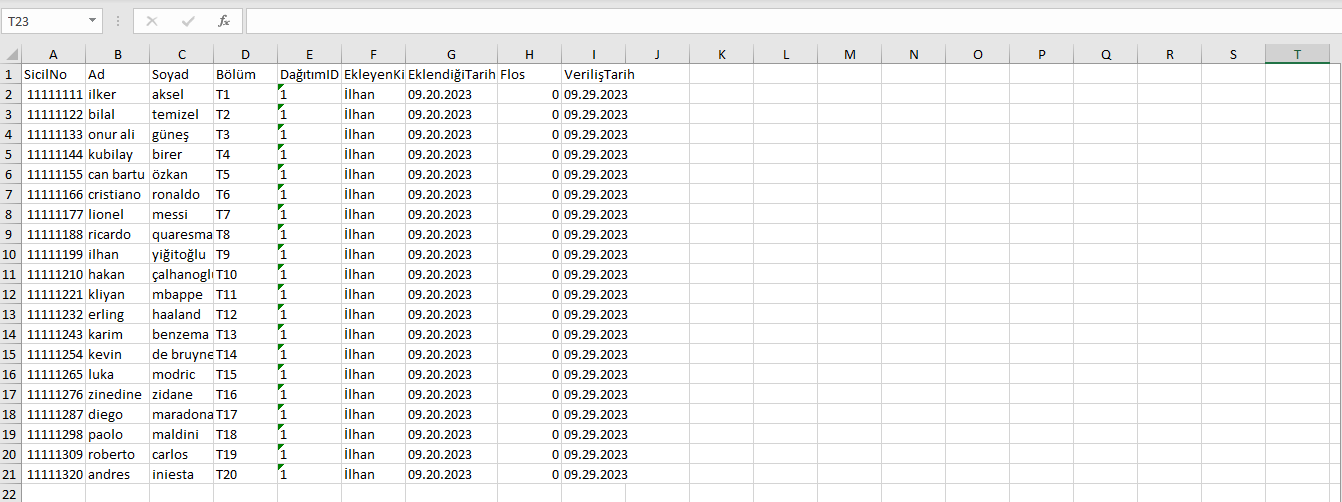 T23
fx
A B C D E F G H I J K L M N O P Q R S T
1 SicilNo Ad Soyad Bölüm DağıtımID EkleyenKi EklendiğiTarih Flos VerilişTarih
2 11111111 ilker aksel T1 1 İlhan 09.20.2023 0 09.29.2023
3 11111122 bilal temizel T2 1 İlhan 09.20.2023 0 09.29.2023
4 11111133 onur ali güneş T3 1 İlhan 09.20.2023 0 09.29.2023
5 11111144 kubilay birer T4 1 İlhan 09.20.2023 0 09.29.2023
6 11111155 can bartu özkan T5 1 İlhan 09.20.2023 0 09.29.2023
7 11111166 cristiano ronaldo T6 1 İlhan 09.20.2023 0 09.29.2023
8 11111177 lionel messi T7 1 İlhan 09.20.2023 0 09.29.2023
9 11111188 ricardo quaresma T8 1 İlhan 09.20.2023 0 09.29.2023
10 11111199 ilhan yiğitoğlu T9 1 İlhan 09.20.2023 0 09.29.2023
11 11111210 hakan çalhanoğlu T10 1 İlhan 09.20.2023 0 09.29.2023
12 11111221 kliyan mbappe T11 1 İlhan 09.20.2023 0 09.29.2023
13 11111232 erling haaland T12 1 İlhan 09.20.2023 0 09.29.2023
14 11111243 karim benzema T13 1 İlhan 09.20.2023 0 09.29.2023
15 11111254 kevin de bruyne T14 1 İlhan 09.20.2023 0 09.29.2023
16 11111265 luka modric T15 1 İlhan 09.20.2023 0 09.29.2023
17 11111276 zinedine zidane T16 1 İlhan 09.20.2023 0 09.29.2023
18 11111287 diego maradona T17 1 İlhan 09.20.2023 0 09.29.2023
19 11111298 paolo maldini T18 1 İlhan 09.20.2023 0 09.29.2023
20 11111309 roberto carlos T19 1 İlhan 09.20.2023 0 09.29.2023
21 11111320 andres iniesta T20 1 İlhan 09.20.2023 0 09.29.2023
22